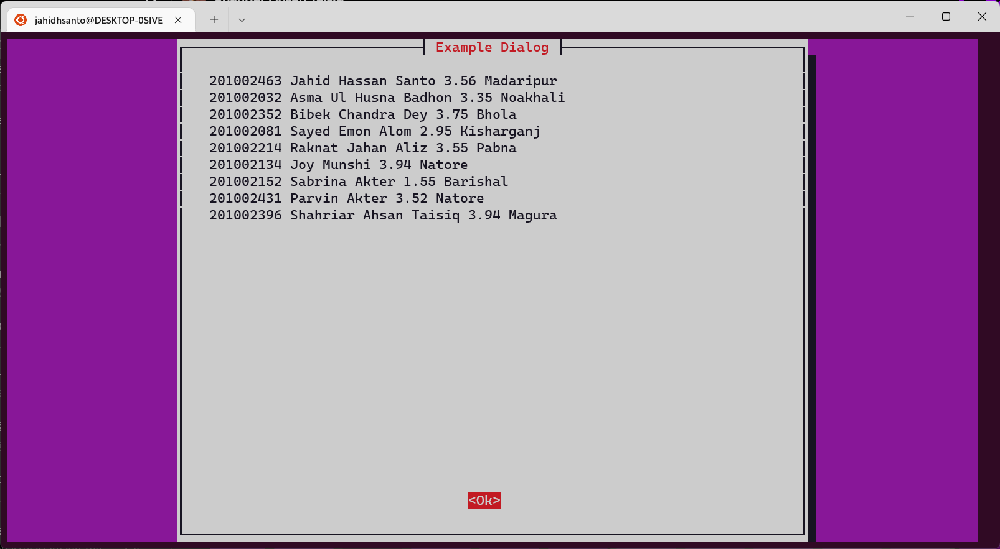 jahidhsanto@DESKTOP-0SIVE
Example Dialog
201002463 Jahid Hassan Santo 3.56 Madaripur
201002032 Asma Ul Husna Badhon 3.35 Noakhali
201002352 Bibek Chandra Dey 3.75 Bhola
201002081 Sayed Emon Alom 2.95 Kisharganj
201002214 Raknat Jahan Aliz 3.55 Pabna
201002134 Joy Munshi 3.94 Natore
201002152 Sabrina Akter 1.55 Barishal
201002431 Parvin Akter 3.52 Natore
201002396 Shahriar Ahsan Taisiq 3.94 Magura
<Ok>